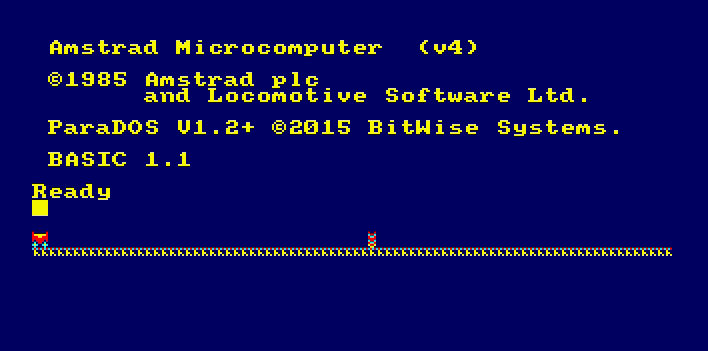 Amstrad Microcomputer (v4)
©1985 Amstrad plc
and Locomotive Software Ltd.
ParaDOS V1.2+ ©2015 BitWise Systems.
BASIC 1.1
Ready